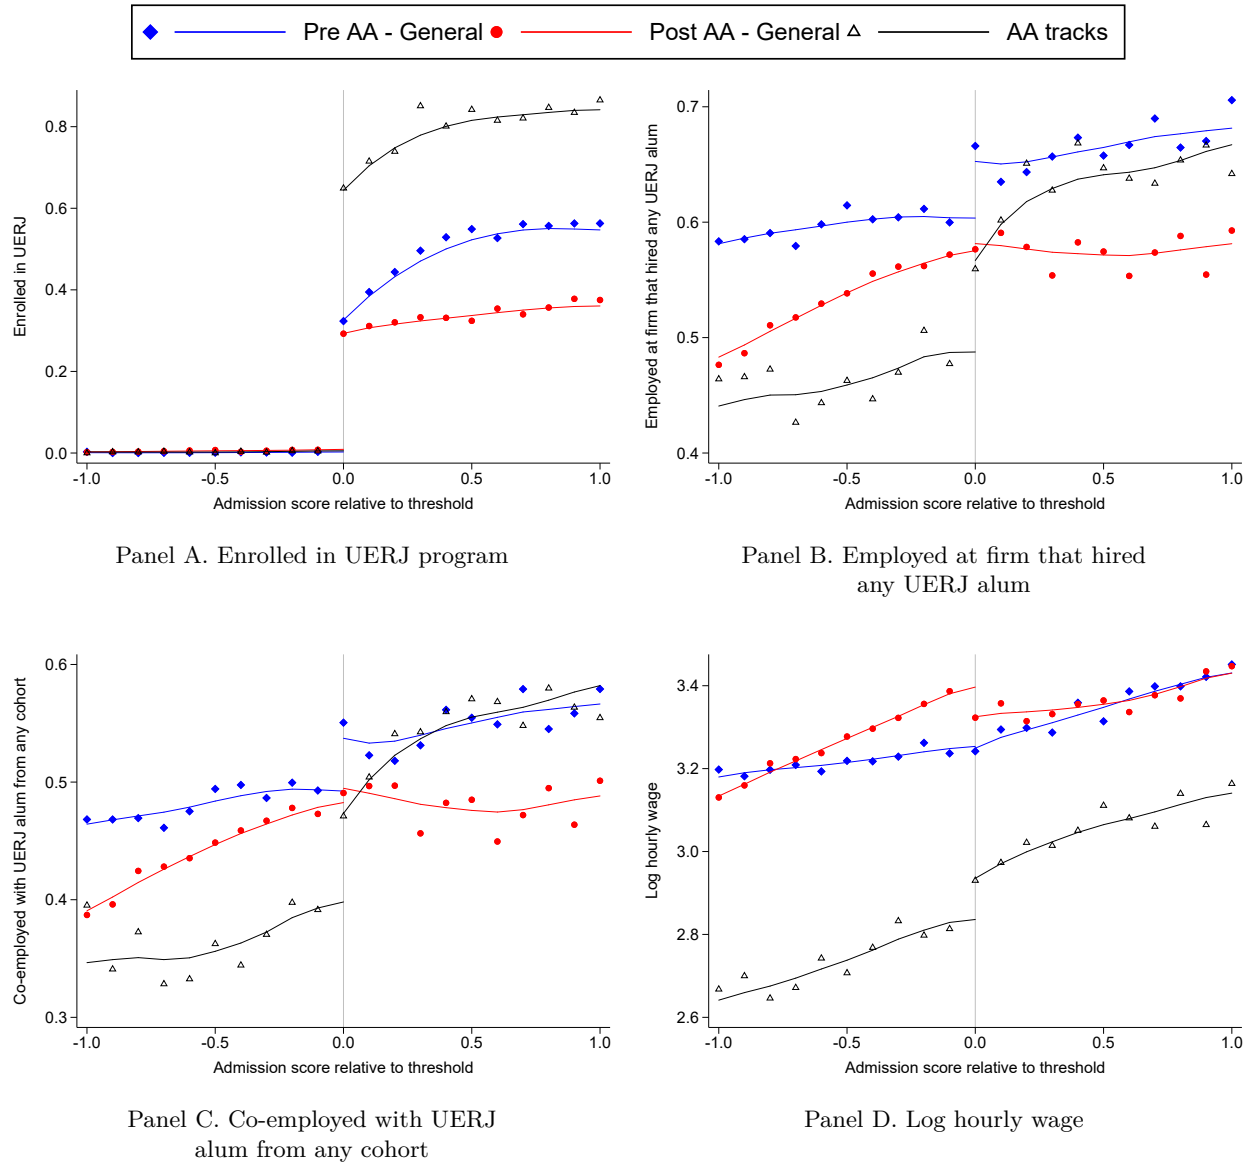 Pre AA - General Post AA - General AA tracks
Enrolled in UERJ
0.8
0.6
0.4
0.2
0.0
-1.0 -0.5 0.0 0.5 1.0
Admission score relative to threshold
Panel A. Enrolled in UERJ program
Employed at firm that hired any UERJ alum
0.7
0.6
0.5
0.4
-1.0 -0.5 0.0 0.5 1.0
Admission score relative to threshold
Panel B. Employed at firm that hired
any UERJ alum
Co-employed with UERJ alum from any cohort
0.6
0.5
0.4
0.3
-1.0 -0.5 0.0 0.5 1.0
Admission score relative to threshold
Panel C. Co-employed with UERJ
alum from any cohort
Log hourly wage
3.4
3.2
3.0
2.8
2.6
-1.0 -0.5 0.0 0.5 1.0
Admission score relative to threshold
Panel D. Log hourly wage